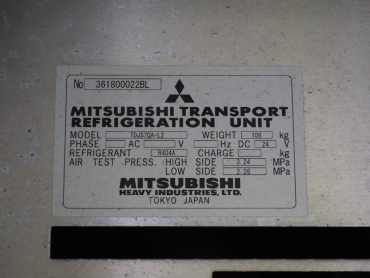 No 361800022BL
MITSUBISHI TRANSPORT
REFRIGERATION UNIT
MODEL TDJS70A-L2 WEIGHT 108 kg
PHASE AC V Hz DC 24 V
REFRIGERANT R404A CHARGE kg
AIR TEST PRESS. HIGH SIDE 3.24 MPa
LOW SIDE 2.26 MPa
MITSUBISHI
HEAVY INDUSTRIES, LTD.
TOKYO JAPAN